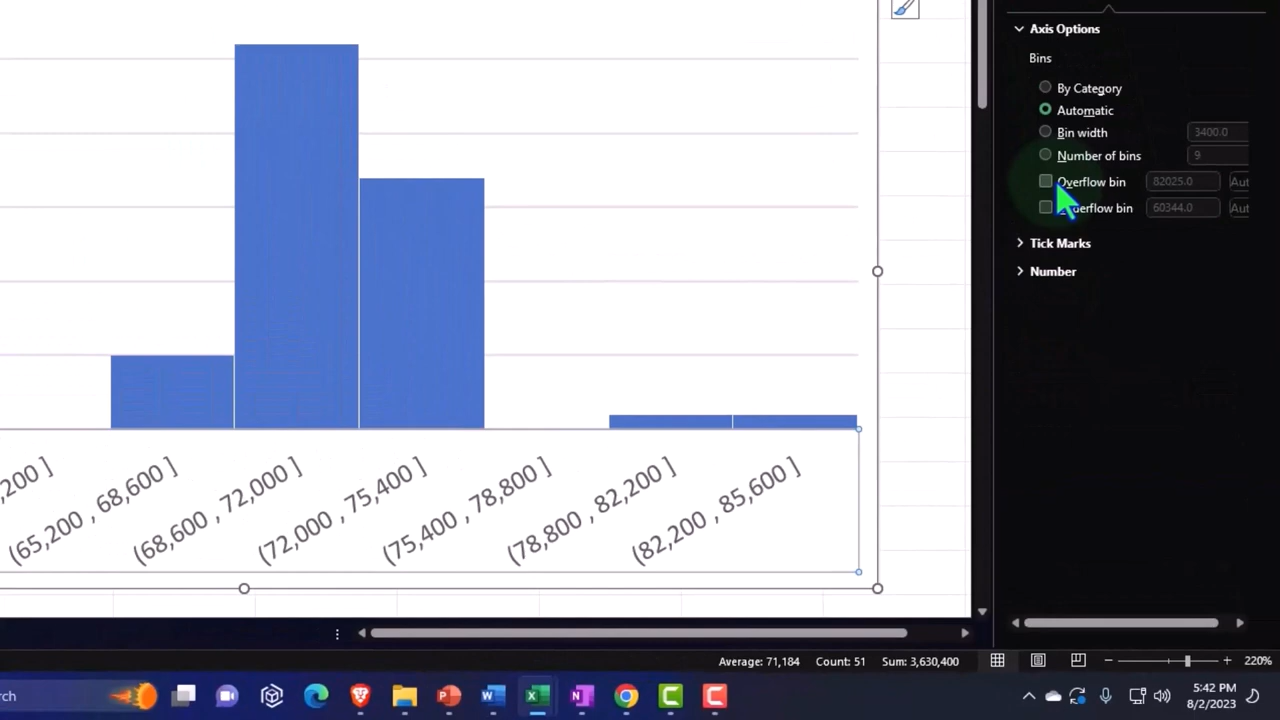 Axis Options
Bins
By Category
Automatic
Bin width 3400.0
Number of bins 9
Overflow bin 82025.0 Aut
bin 60344.0 Aut
Tick Marks
Number
,200 ]
(65,200 , 68,600 ]
(68,600 , 72,000 ]
(72,000 , 75,400 ]
(75,400 , 78,800 ]
(78,800 , 82,200 ]
(82,200 , 85,600 ]
Average: 71,184 Count: 51 Sum: 3,630,400 220%
rch
5:42 PM
8/2/2023